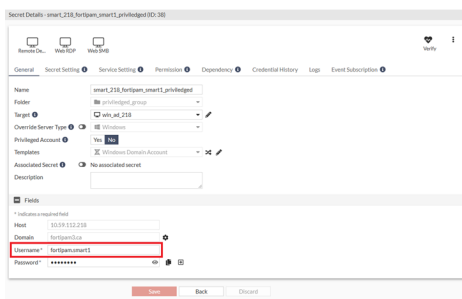 Secret Details - smart_218_fortipam_smart1_priviledged (ID: 38)
Remote De... Web RDP Web SMB Verify
General Secret Setting Service Setting Permission Dependency Credential History Logs Event Subscription
Name smart_218_fortipam_smart1_priviledged
Folder priviledged_group
Target win_ad_218
Override Server Type Windows
Privileged Account Yes No
Templates Windows Domain Account
Associated Secret No associated secret
Description
Fields
* Indicates a required field
Host 10.59.112.218
Domain fortipam3.ca
Username* fortipam.smart1
Password* ••••••••
Save Back Discard